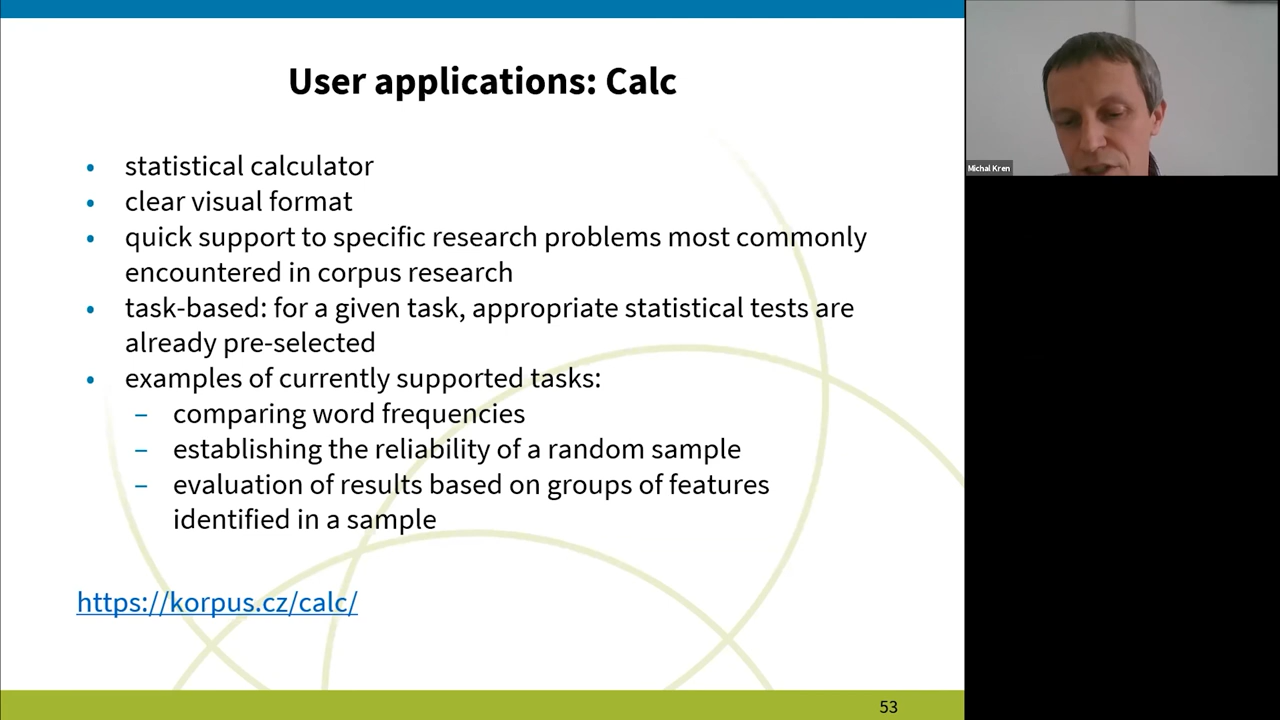 User applications: Calc
• statistical calculator
• clear visual format
• quick support to specific research problems most commonly
encountered in corpus research
• task-based: for a given task, appropriate statistical tests are
already pre-selected
• examples of currently supported tasks:
– comparing word frequencies
– establishing the reliability of a random sample
– evaluation of results based on groups of features
identified in a sample
https://korpus.cz/calc/
53
Michal Kren